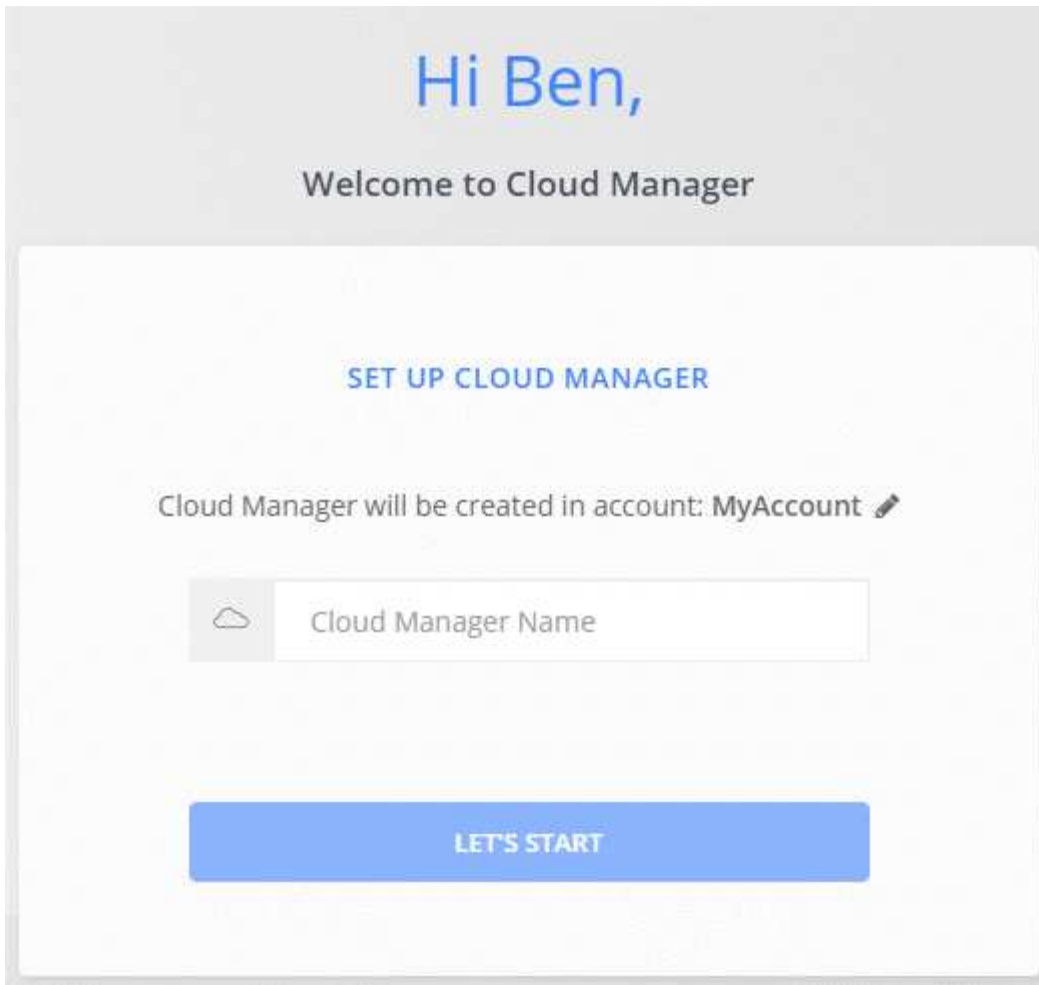 Hi Ben,
Welcome to Cloud Manager
SET UP CLOUD MANAGER
Cloud Manager will be created in account: MyAccount
Cloud Manager Name
LET'S START